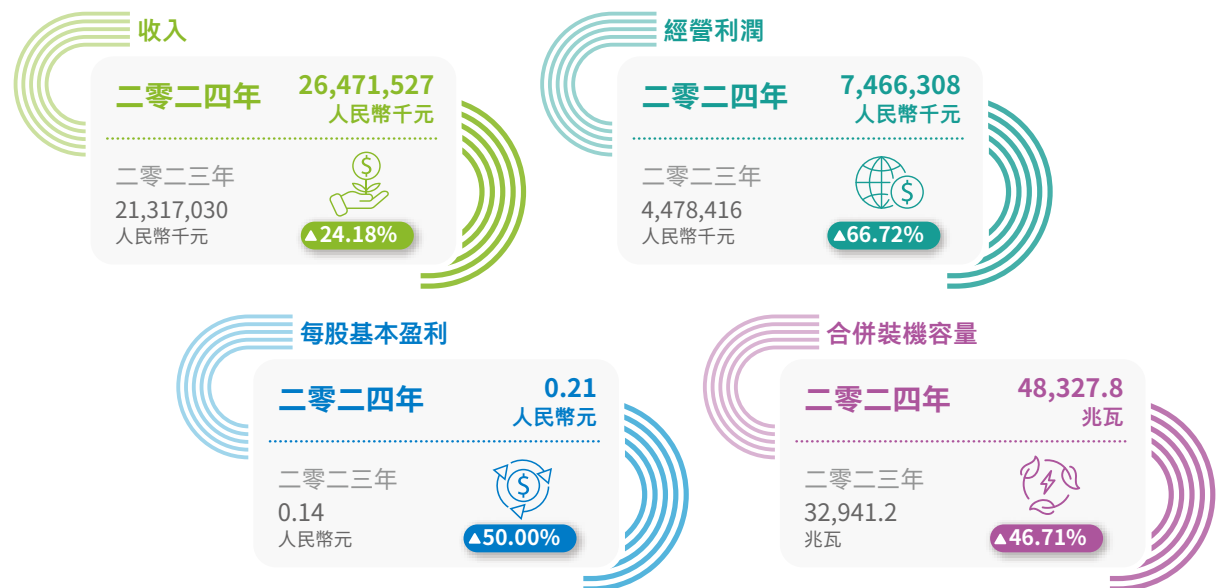 收入
二零二四年
26,471,527
人民幣千元
二零二三年
21,317,030
人民幣千元
$
▲24.18%
經營利潤
二零二四年
7,466,308
人民幣千元
二零二三年
4,478,416
人民幣千元
$
▲66.72%
每股基本盈利
二零二四年
0.21
人民幣元
二零二三年
0.14
人民幣元
$
▲50.00%
合併裝機容量
二零二四年
48,327.8
兆瓦
二零二三年
32,941.2
兆瓦
▲46.71%